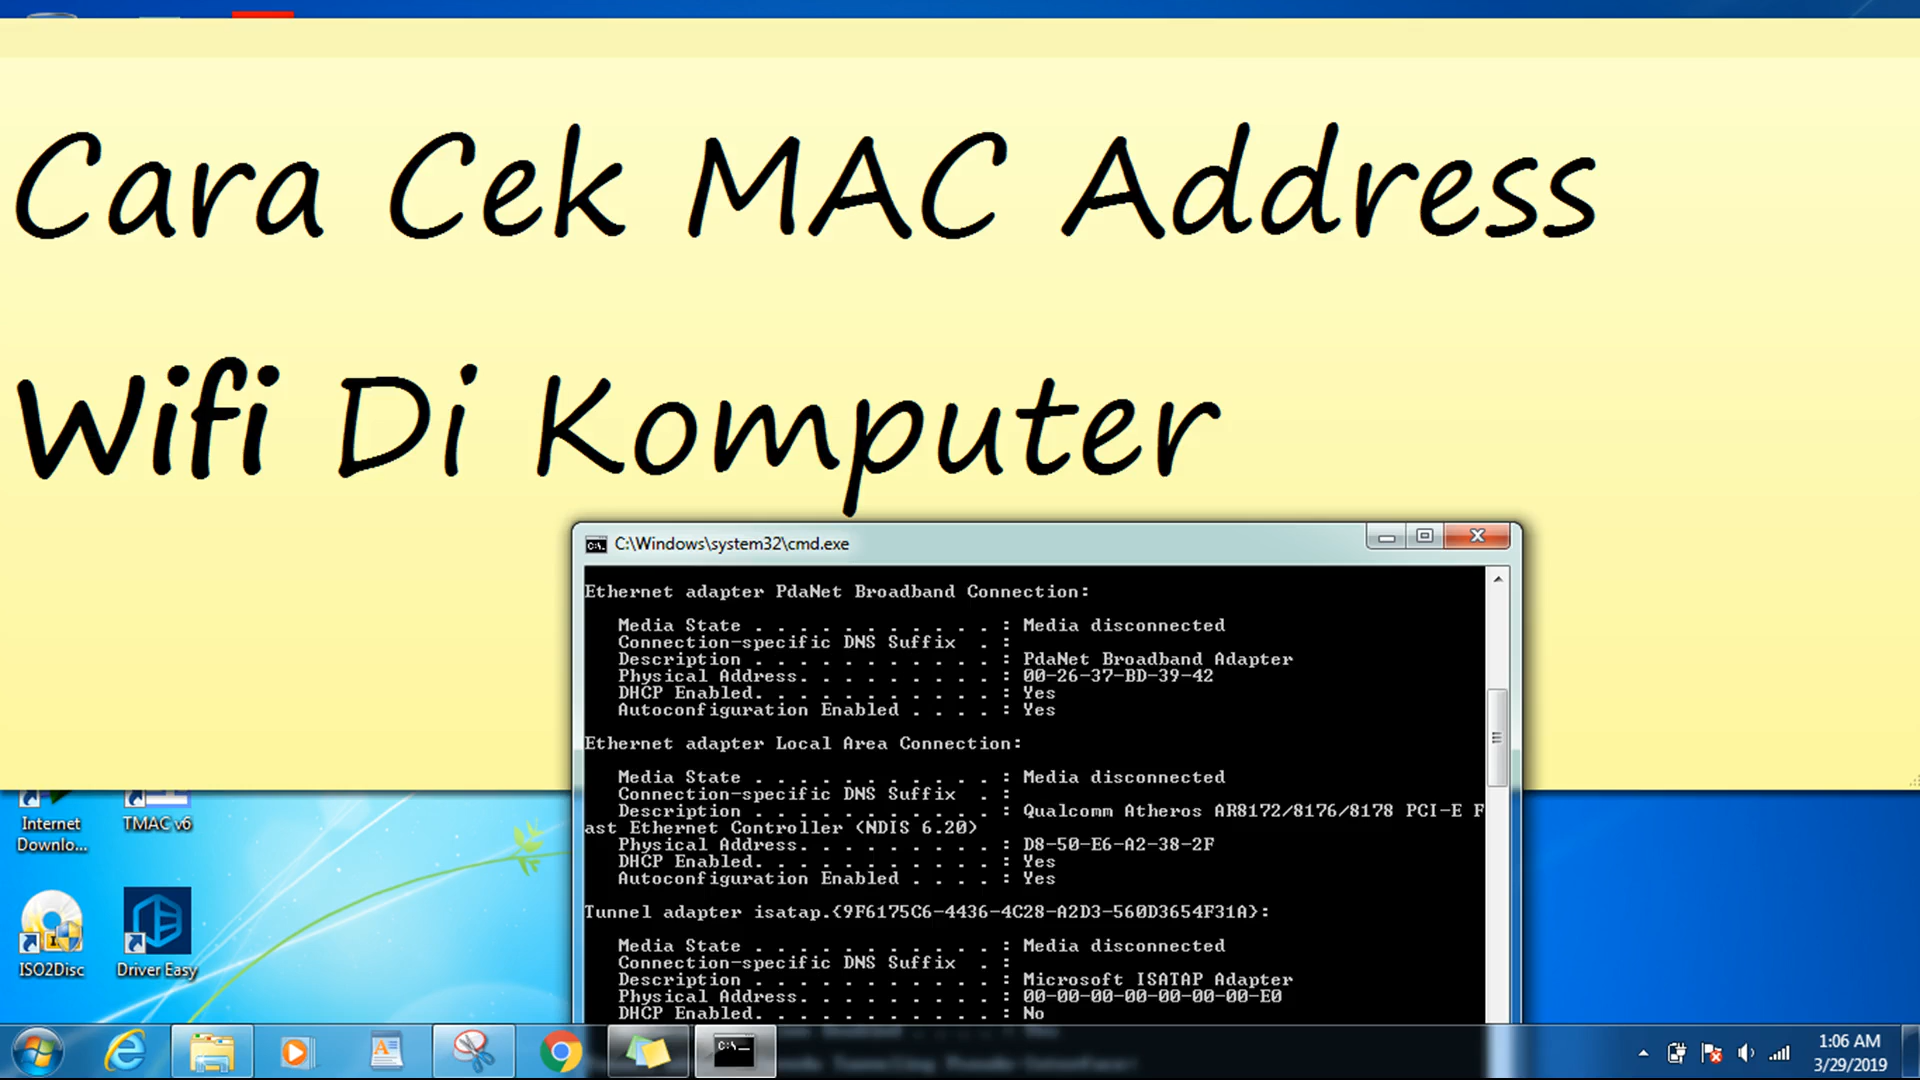 Cara Cek MAC Address
Wifi Di Komputer
C:\Windows\system32\cmd.exe
Ethernet adapter PdaNet Broadband Connection:
Media State . . . . . . . . . . . : Media disconnected
Connection-specific DNS Suffix  . :
Description . . . . . . . . . . . : PdaNet Broadband Adapter
Physical Address. . . . . . . . . : 00-26-37-BD-39-42
DHCP Enabled. . . . . . . . . . . : Yes
Autoconfiguration Enabled . . . . : Yes
Ethernet adapter Local Area Connection:
Media State . . . . . . . . . . . : Media disconnected
Connection-specific DNS Suffix  . :
Description . . . . . . . . . . . : Qualcomm Atheros AR8172/8176/8178 PCI-E F
ast Ethernet Controller (NDIS 6.20)
Physical Address. . . . . . . . . : D8-50-E6-A2-38-2F
DHCP Enabled. . . . . . . . . . . : Yes
Autoconfiguration Enabled . . . . : Yes
Tunnel adapter isatap.{9F6175C6-4436-4C28-A2D3-560D3654F31A}:
Media State . . . . . . . . . . . : Media disconnected
Connection-specific DNS Suffix  . :
Description . . . . . . . . . . . : Microsoft ISATAP Adapter
Physical Address. . . . . . . . . : 00-00-00-00-00-00-00-E0
DHCP Enabled. . . . . . . . . . . : No
Internet
Downlo...
TMAC v6
ISO2Disc
Driver Easy
1:06 AM
3/29/2019